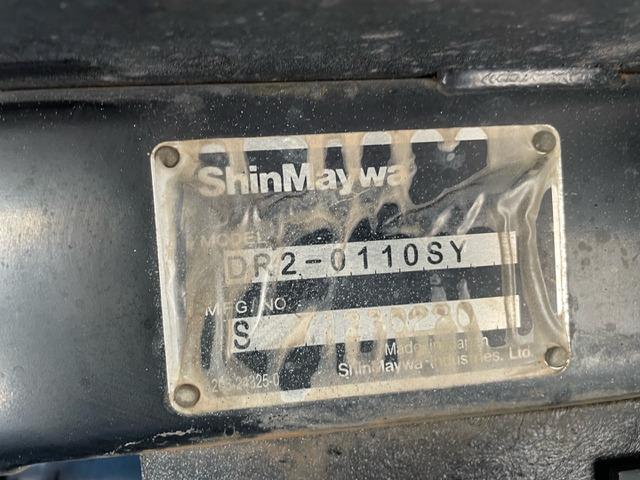 ShinMaywa
MODEL
DR2-0110SY
MFG.NO
S
Made in Japan
ShinMaywa Industries, Ltd.